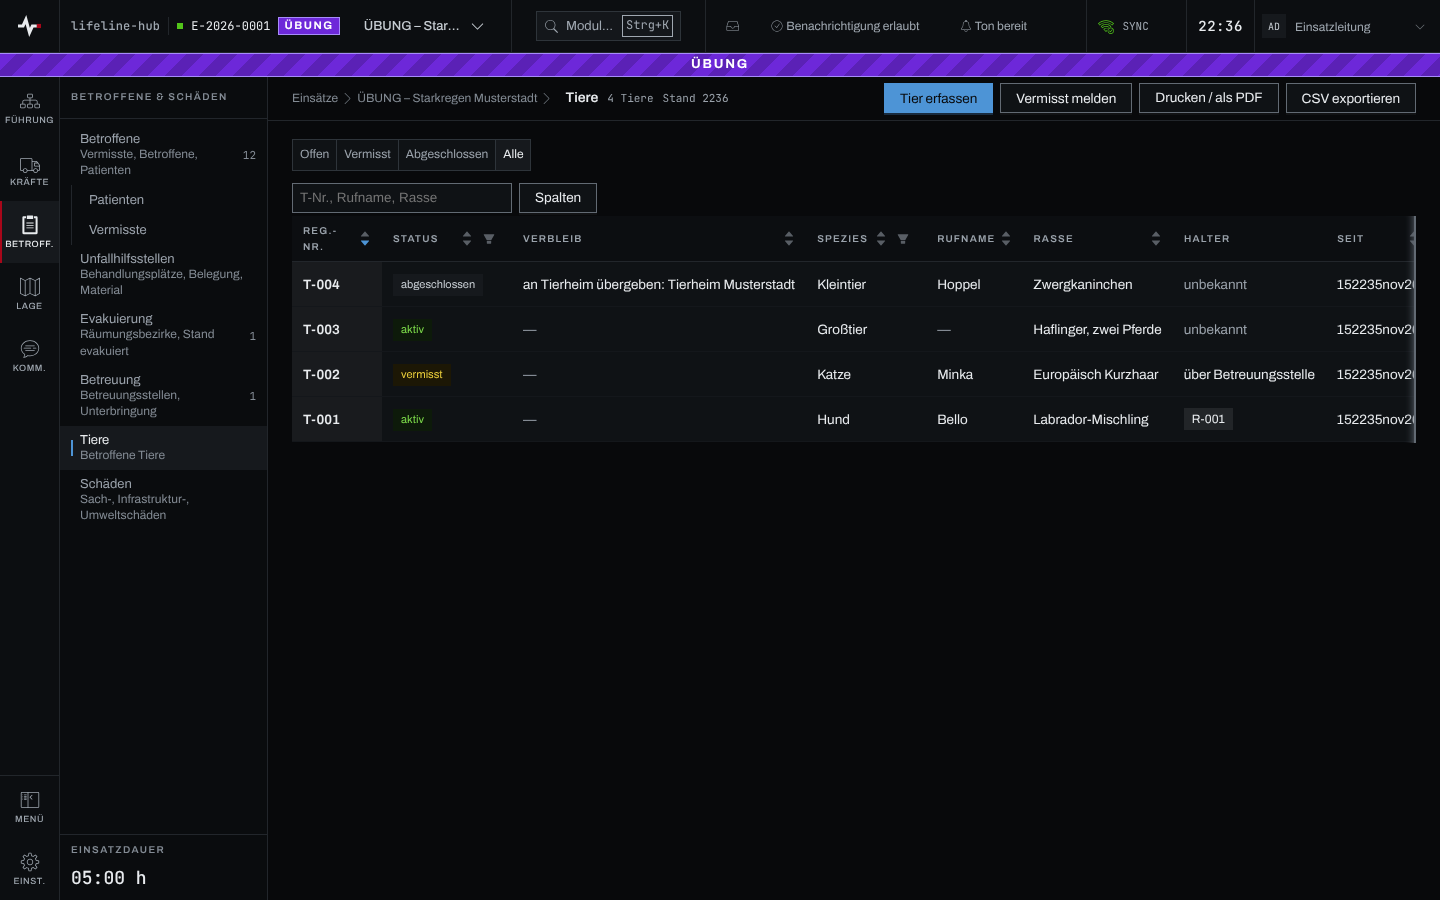 lifeline-hub
E-2026-0001 ÜBUNG
ÜBUNG – Star...
Modul... Strg+K
Benachrichtigung erlaubt
Ton bereit
SYNC
22:36
AD Einsatzleitung
ÜBUNG
FÜHRUNG
KRÄFTE
BETROFF.
LAGE
KOMM.
MENÜ
EINST.
BETROFFENE & SCHÄDEN
Betroffene
Vermisste, Betroffene,
Patienten
12
Patienten
Vermisste
Unfallhilfsstellen
Behandlungsplätze, Belegung,
Material
Evakuierung
Räumungsbezirke, Stand
evakuiert
1
Betreuung
Betreuungsstellen,
Unterbringung
1
Tiere
Betroffene Tiere
Schäden
Sach-, Infrastruktur-,
Umweltschäden
EINSATZDAUER
05:00 h
Einsätze
ÜBUNG – Starkregen Musterstadt
Tiere 4 Tiere Stand 2236
Tier erfassen
Vermisst melden
Drucken / als PDF
CSV exportieren
Offen Vermisst Abgeschlossen Alle
T-Nr., Rufname, Rasse
Spalten
REG.-
NR.
STATUS VERBLEIB SPEZIES RUFNAME RASSE HALTER SEIT
T-004 abgeschlossen an Tierheim übergeben: Tierheim Musterstadt Kleintier Hoppel Zwergkaninchen unbekannt 152235nov2
T-003 aktiv — Großtier — Haflinger, zwei Pferde unbekannt 152235nov2
T-002 vermisst — Katze Minka Europäisch Kurzhaar über Betreuungsstelle 152235nov2
T-001 aktiv — Hund Bello Labrador-Mischling R-001 152235nov2